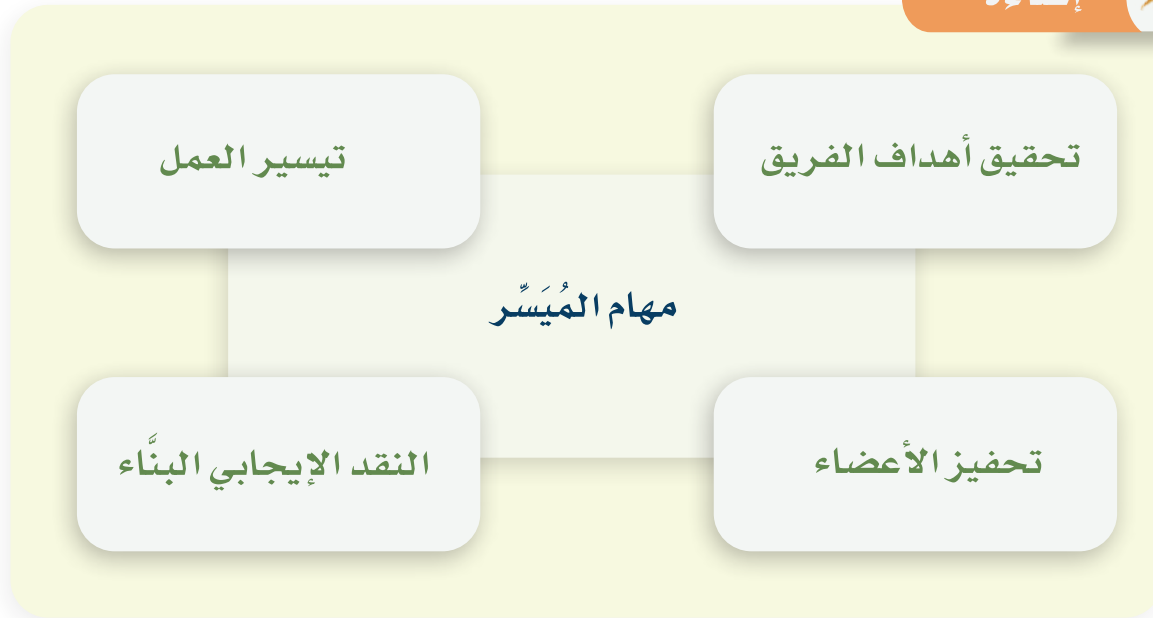 تحقيق أهداف الفريق
تيسير العمل
مهام المُيَسِّر
تحفيز الأعضاء
النقد الإيجابي البنَّاء